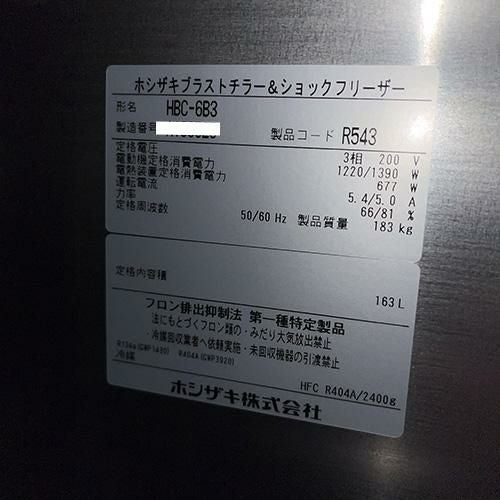 ホシザキブラストチラー&ショックフリーザー
形名 HBC-6B3
製造番号
製品コード R543
定格電圧 3相 200 V
電動機定格消費電力 1220/1390 W
電熱装置定格消費電力 677 W
運転電流 5.4/5.0 A
力率 66/81 %
定格周波数 50/60 Hz 製品質量 183 kg
定格内容積 163 L
フロン排出抑制法 第一種特定製品
法にもとづくフロン類の・みだり大気放出禁止
・冷媒回収業者へ依頼実施・未回収機器の引渡禁止
R134a(GWP1430) R404A(GWP3920)
冷媒 HFC R404A/2400g
ホシザキ株式会社